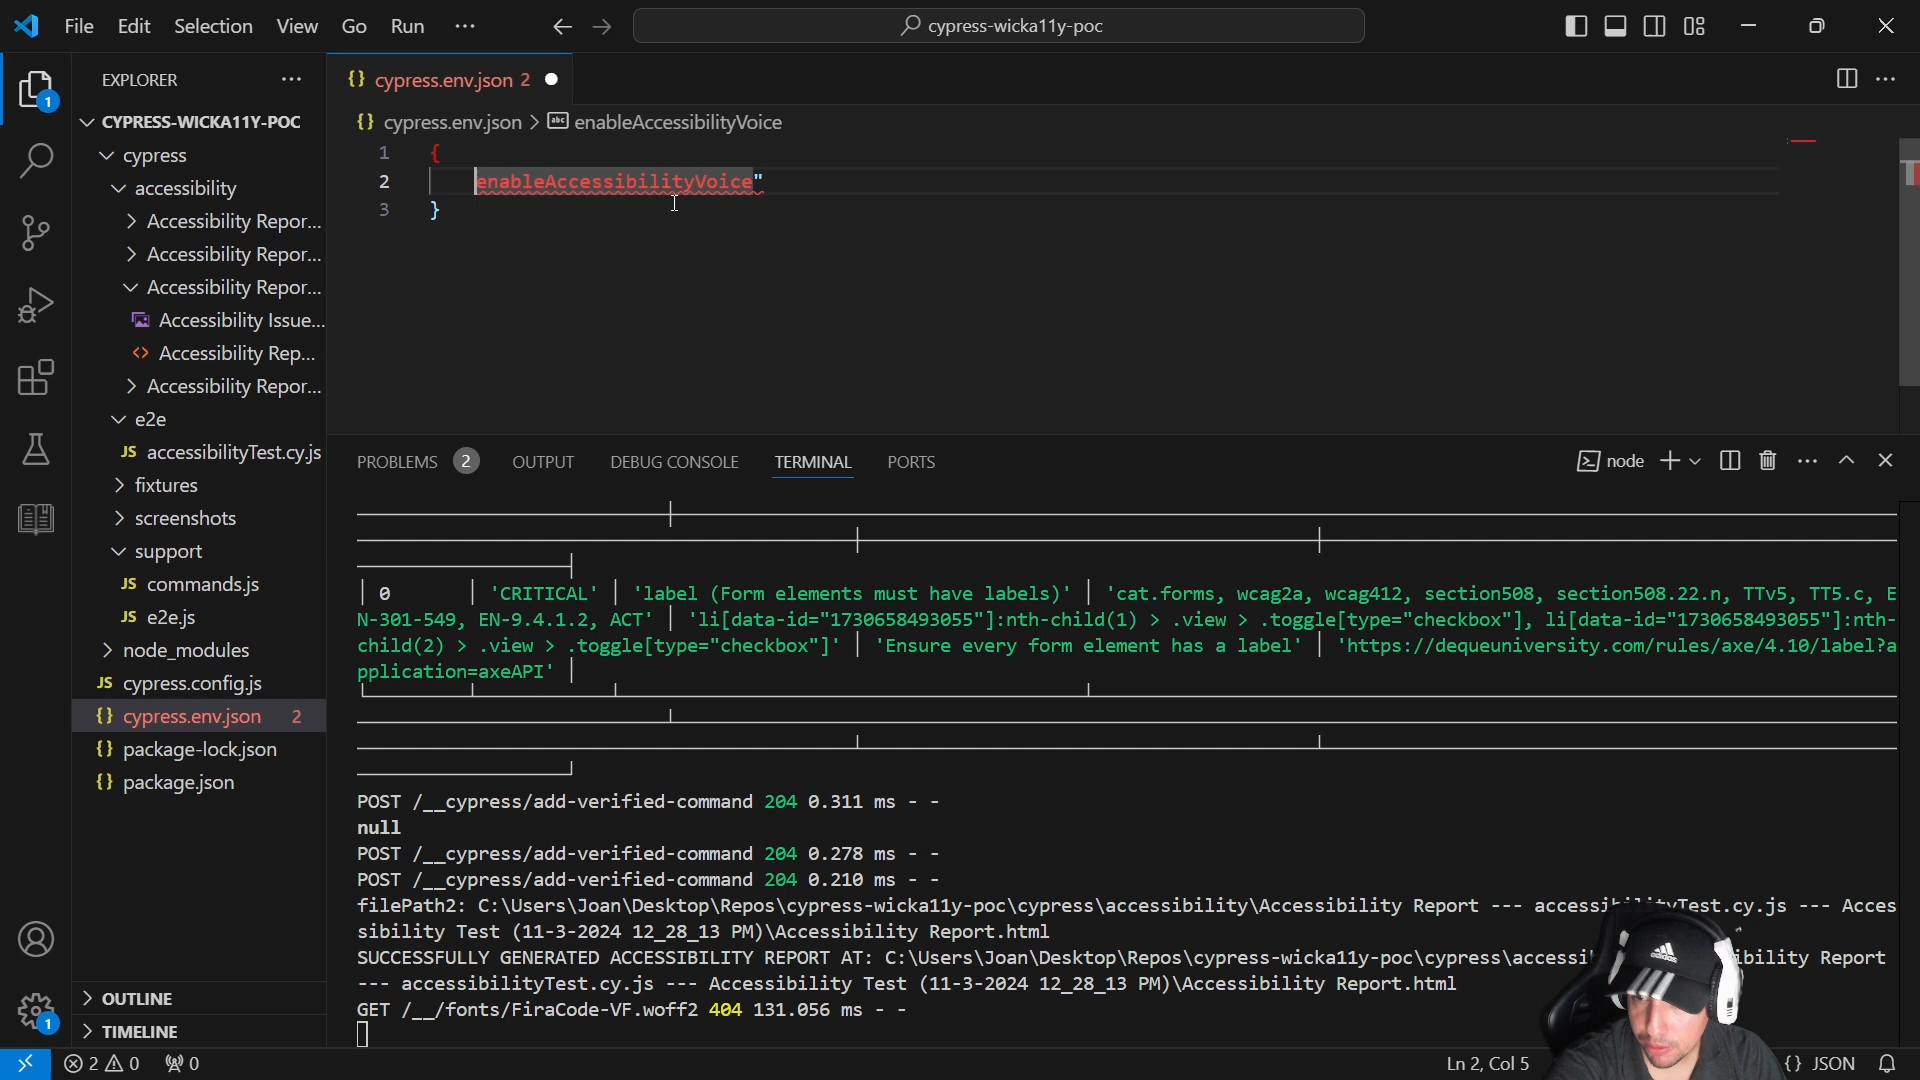 File Edit Selection View Go Run
cypress-wicka11y-poc
EXPLORER
CYPRESS-WICKA11Y-POC
cypress
accessibility
Accessibility Repor...
Accessibility Repor...
Accessibility Repor...
Accessibility Issue...
Accessibility Rep...
Accessibility Repor...
e2e
JS accessibilityTest.cy.js
fixtures
screenshots
support
JS commands.js
JS e2e.js
node_modules
JS cypress.config.js
{} cypress.env.json 2
{} package-lock.json
{} package.json
OUTLINE
TIMELINE
1
1
{} cypress.env.json 2
{} cypress.env.json > abc enableAccessibilityVoice
1 {
2 enableAccessibilityVoice"
3 }
PROBLEMS 2 OUTPUT DEBUG CONSOLE TERMINAL PORTS
node
│ 0 │ 'CRITICAL' │ 'label (Form elements must have labels)' │ 'cat.forms, wcag2a, wcag412, section508, section508.22.n, TTv5, TT5.c, E
N-301-549, EN-9.4.1.2, ACT' │ 'li[data-id="1730658493055"]:nth-child(1) > .view > .toggle[type="checkbox"], li[data-id="1730658493055"]:nth-
child(2) > .view > .toggle[type="checkbox"]' │ 'Ensure every form element has a label' │ 'https://dequeuniversity.com/rules/axe/4.10/label?a
pplication=axeAPI' │
POST /__cypress/add-verified-command 204 0.311 ms - -
null
POST /__cypress/add-verified-command 204 0.278 ms - -
POST /__cypress/add-verified-command 204 0.210 ms - -
filePath2: C:\Users\Joan\Desktop\Repos\cypress-wicka11y-poc\cypress\accessibility\Accessibility Report --- accessibilityTest.cy.js --- Acces
sibility Test (11-3-2024 12_28_13 PM)\Accessibility Report.html
SUCCESSFULLY GENERATED ACCESSIBILITY REPORT AT: C:\Users\Joan\Desktop\Repos\cypress-wicka11y-poc\cypress\accessi ibility Report
--- accessibilityTest.cy.js --- Accessibility Test (11-3-2024 12_28_13 PM)\Accessibility Report.html
GET /__/fonts/FiraCode-VF.woff2 404 131.056 ms - -
2 0 0
Ln 2, Col 5
{} JSON